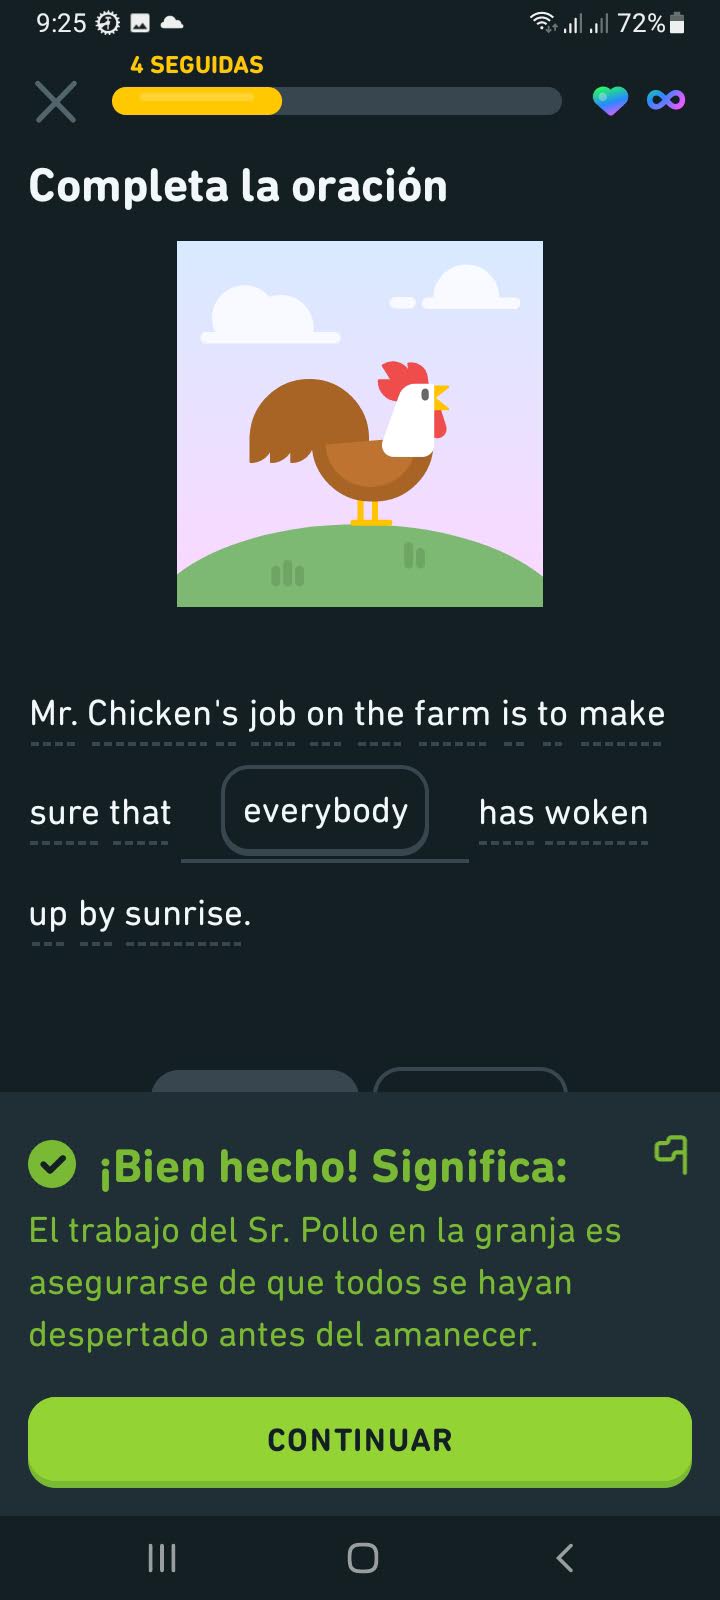 9:25 72%
4 SEGUIDAS
Completa la oración
Mr. Chicken's job on the farm is to make
sure that everybody has woken
up by sunrise.
¡Bien hecho! Significa:
El trabajo del Sr. Pollo en la granja es
asegurarse de que todos se hayan
despertado antes del amanecer.
CONTINUAR